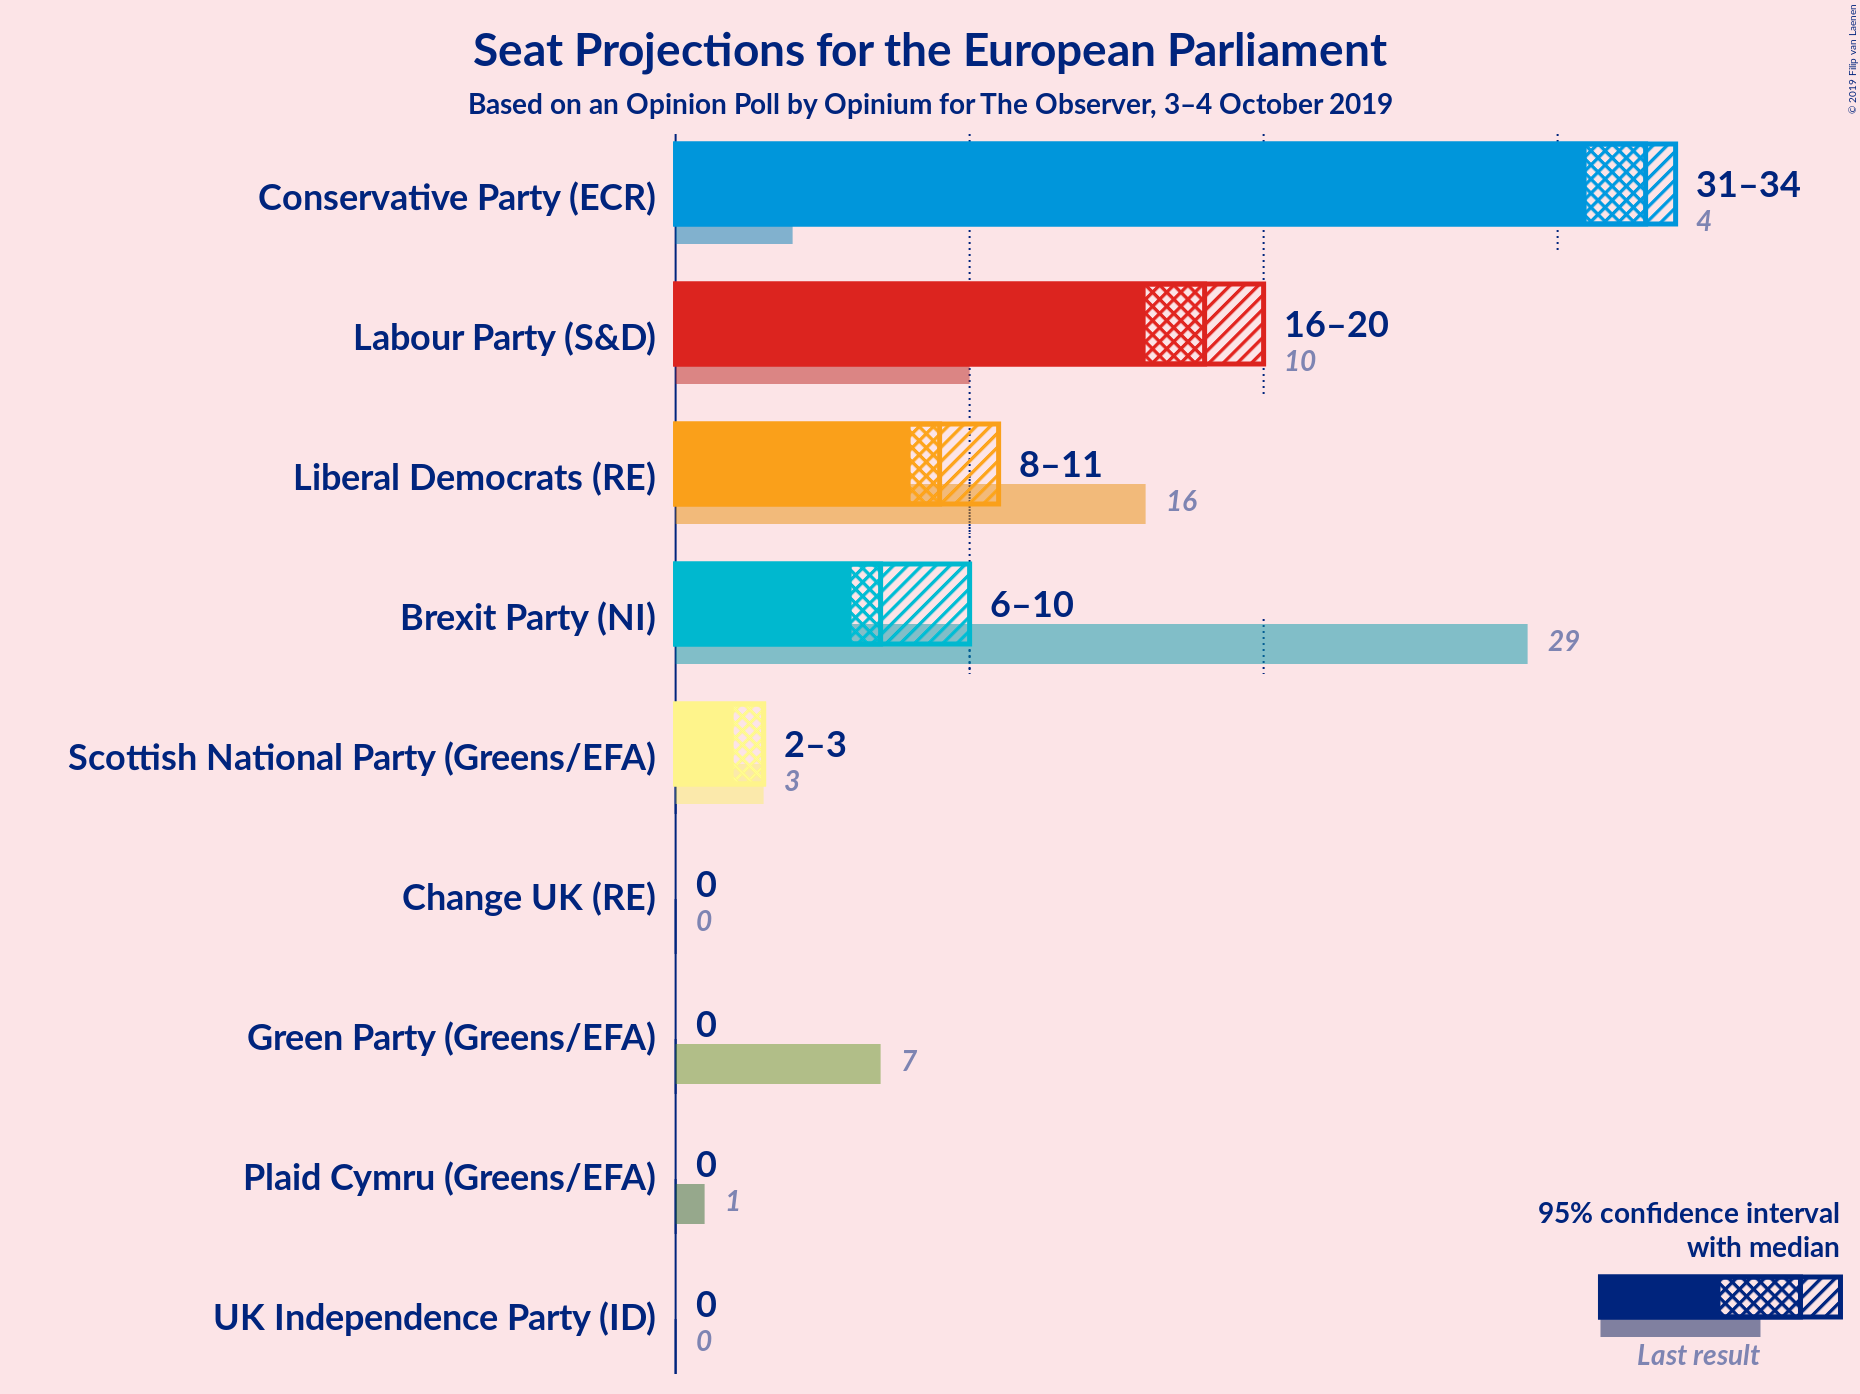 Seat Projections for the European Parliament
Based on an Opinion Poll by Opinium for The Observer, 3–4 October 2019
© 2019 Filip van Laenen
Conservative Party (ECR)
31–34
4
Labour Party (S&D)
16–20
10
Liberal Democrats (RE)
8–11
16
Brexit Party (NI)
6–10
29
Scottish National Party (Greens/EFA)
2–3
3
Change UK (RE)
0
0
Green Party (Greens/EFA)
0
7
Plaid Cymru (Greens/EFA)
0
1
UK Independence Party (ID)
0
0
95% confidence interval
with median
Last result